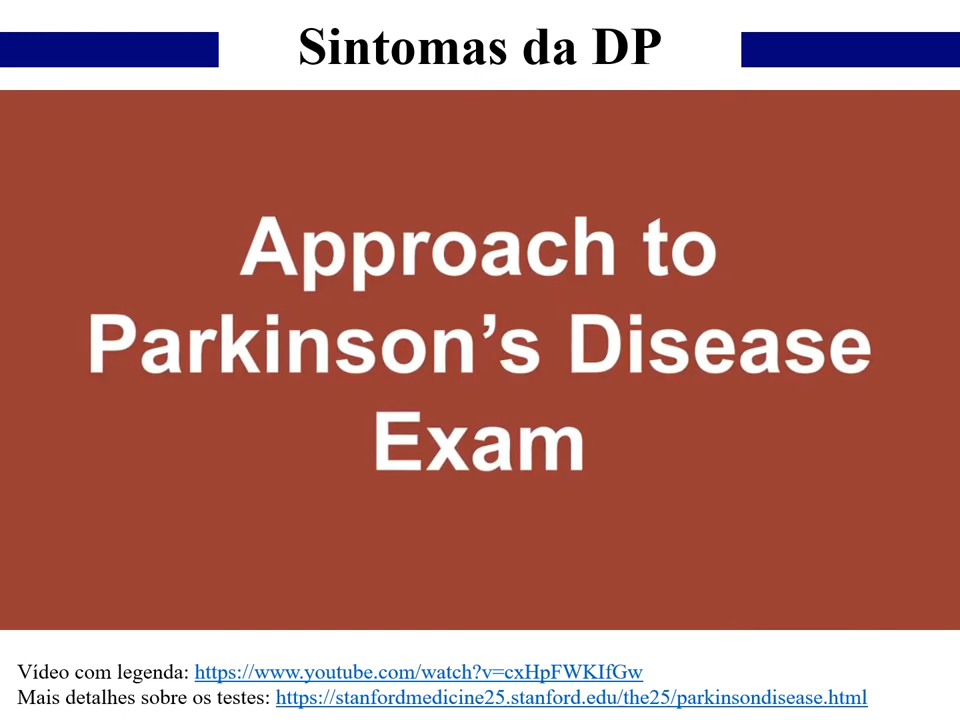 Sintomas da DP
Approach to
Parkinson’s Disease
Exam
Vídeo com legenda: https://www.youtube.com/watch?v=cxHpFWKIfGw
Mais detalhes sobre os testes: https://stanfordmedicine25.stanford.edu/the25/parkinsondisease.html